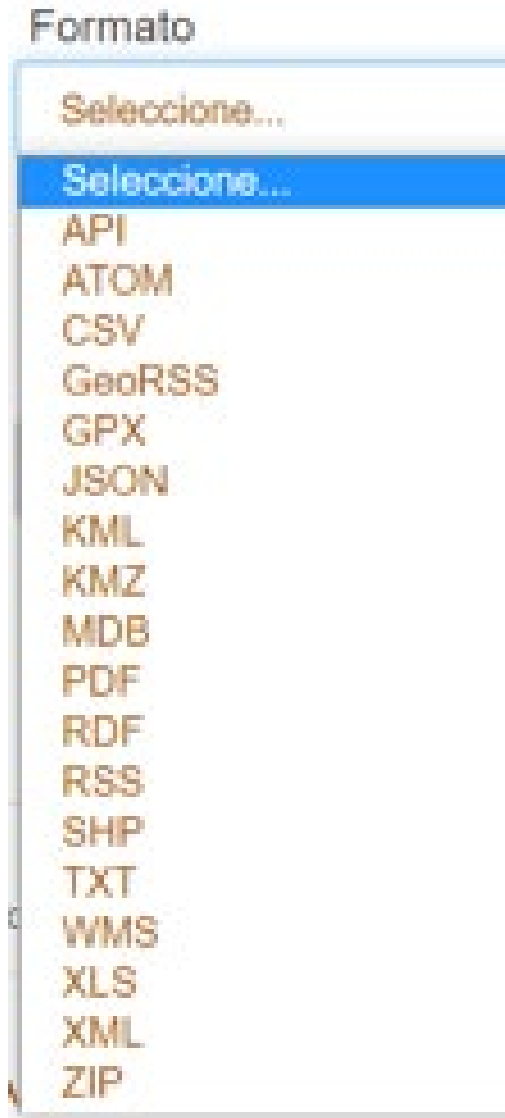 Formato
Seleccione...
Seleccione...
API
ATOM
CSV
GeoRSS
GPX
JSON
KML
KMZ
MDB
PDF
RDF
RSS
SHP
TXT
WMS
XLS
XML
ZIP